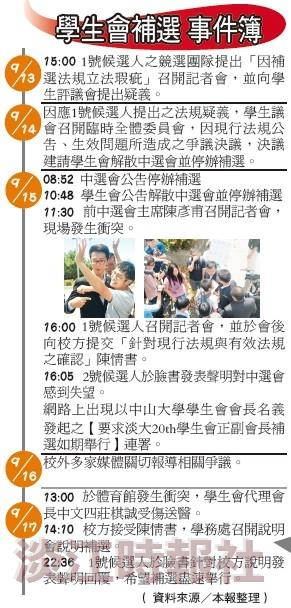 學生會補選 事件簿
9/13
15:00 1號候選人之競選團隊提出「因補
選法規立法瑕疵」召開記者會，並向學
生評議會提出疑義。
9/14
因應1號候選人提出之法規疑義，學生議
會召開臨時全體委員會，因現行法規公
告、生效問題所造成之爭議決議，決議
建請學生會解散中選會並停辦補選。
9/15
08:52 中選會公告停辦補選
10:48 學生會公告解散中選會並停辦補選
11:30 前中選會主席陳彥甫召開記者會，
現場發生衝突。
16:00 1號候選人召開記者會，並於會後
向校方提交「針對現行法規與有效法規
之確認」陳情書。
16:05 2號候選人於臉書發表聲明對中選會
感到失望。
網路上出現以中山大學學生會會長名義
發起之【要求淡大20th學生會正副會長補
選如期舉行】連署。
9/16
校外多家媒體關切報導相關爭議。
9/17
13:00 於體育館發生衝突，學生會代理會
長中文四莊棋誠受傷送醫。
14:10 校方接受陳情書，學務處召開說明
會說明補選。
22:36 1號候選人於臉書針對校方說明發
表聲明回覆，希望補選盡速舉行
（資料來源／本報整理）
淡江時報社